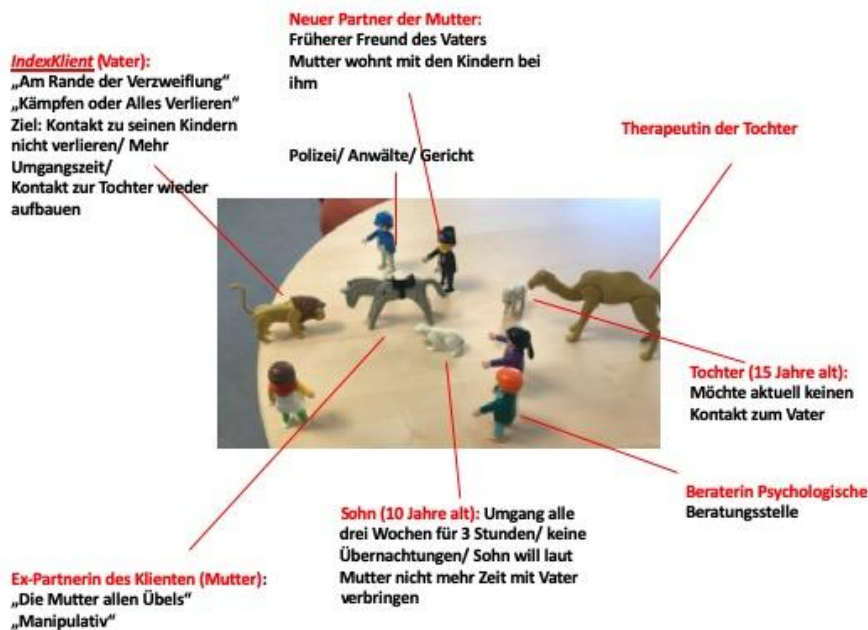 IndexKlient (Vater):
„Am Rande der Verzweiflung“
„Kämpfen oder Alles Verlieren“
Ziel: Kontakt zu seinen Kindern
nicht verlieren/ Mehr
Umgangszeit/
Kontakt zur Tochter wieder
aufbauen
Neuer Partner der Mutter:
Früherer Freund des Vaters
Mutter wohnt mit den Kindern bei
ihm
Polizei/ Anwälte/ Gericht
Therapeutin der Tochter
Tochter (15 Jahre alt):
Möchte aktuell keinen
Kontakt zum Vater
Beraterin Psychologische
Beratungsstelle
Sohn (10 Jahre alt): Umgang alle
drei Wochen für 3 Stunden/ keine
Übernachtungen/ Sohn will laut
Mutter nicht mehr Zeit mit Vater
verbringen
Ex-Partnerin des Klienten (Mutter):
„Die Mutter allen Übels“
„Manipulativ“